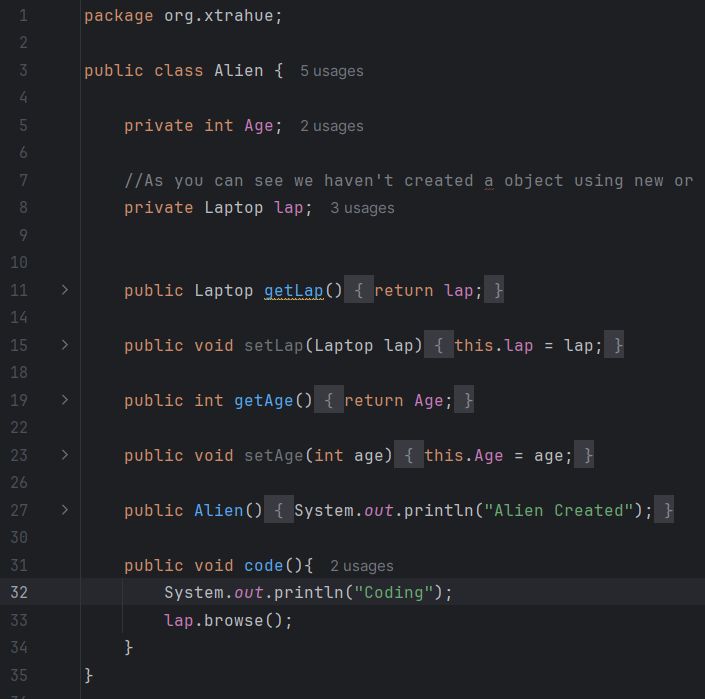 1 package org.xtrahue;
2
3 public class Alien { 5 usages
4
5 private int Age; 2 usages
6
7 //As you can see we haven't created a object using new or
8 private Laptop lap; 3 usages
9
10
11 public Laptop getLap() { return lap; }
14
15 public void setLap(Laptop lap) { this.lap = lap; }
18
19 public int getAge() { return Age; }
22
23 public void setAge(int age) { this.Age = age; }
26
27 public Alien() { System.out.println("Alien Created"); }
30
31 public void code(){ 2 usages
32 System.out.println("Coding");
33 lap.browse();
34 }
35 }